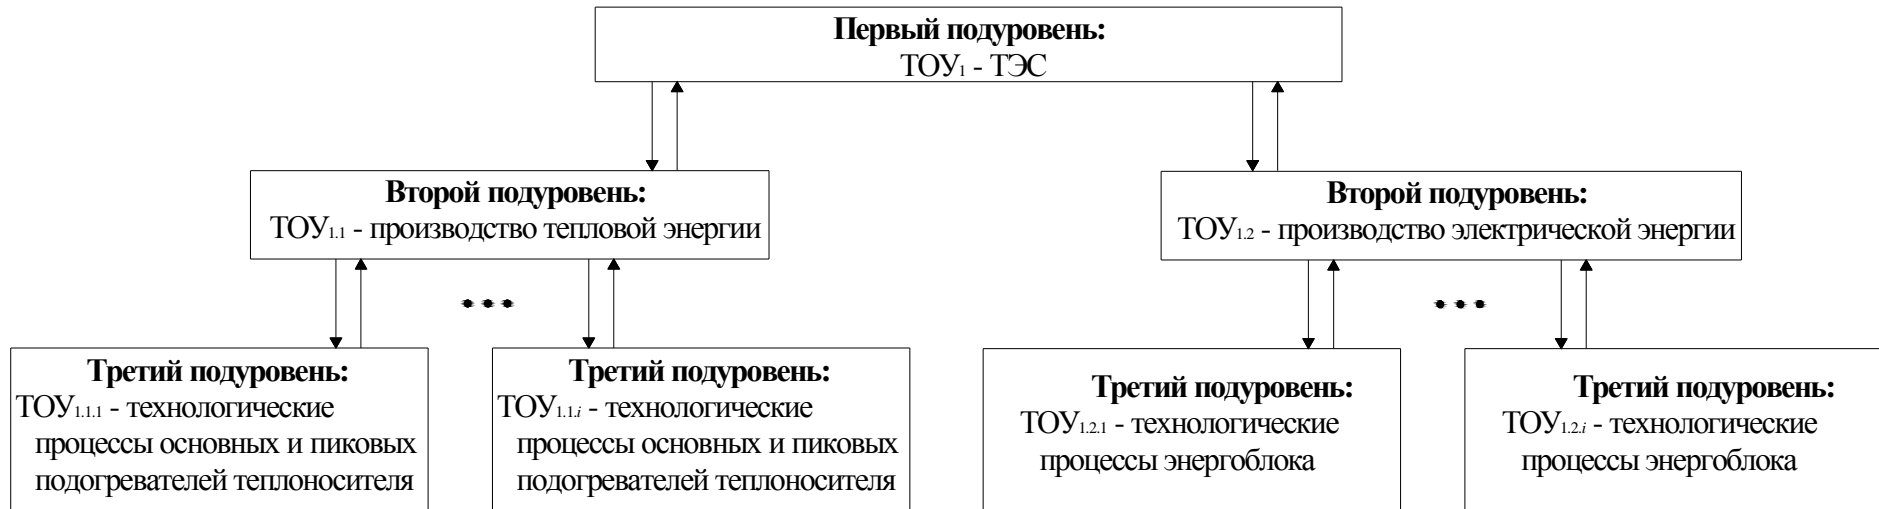 Первый подуровень:
ТОУ₁ - ТЭС
Второй подуровень:
ТОУ₁.₁ - производство тепловой энергии
Второй подуровень:
ТОУ₁.₂ - производство электрической энергии
Третий подуровень:
ТОУ₁.₁.₁ - технологические
процессы основных и пиковых
подогревателей теплоносителя
Третий подуровень:
ТОУ₁.₁.ᵢ - технологические
процессы основных и пиковых
подогревателей теплоносителя
Третий подуровень:
ТОУ₁.₂.₁ - технологические
процессы энергоблока
Третий подуровень:
ТОУ₁.₂.ᵢ - технологические
процессы энергоблока